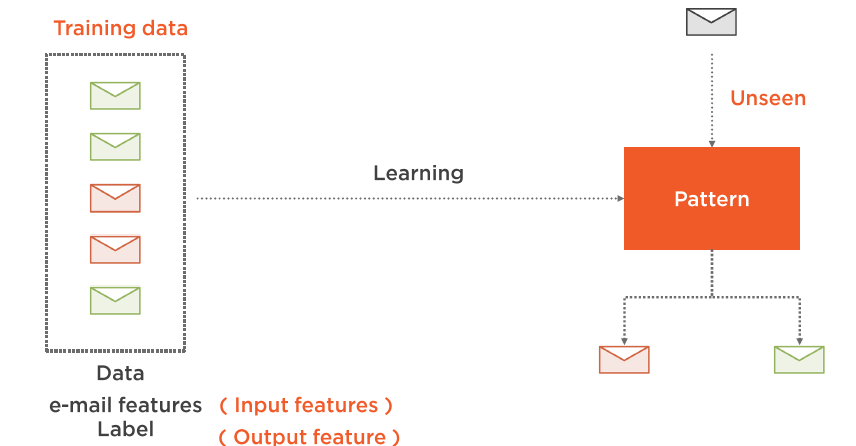 Training data
Unseen
Learning
Pattern
Data
e-mail features ( Input features )
Label ( Output feature )